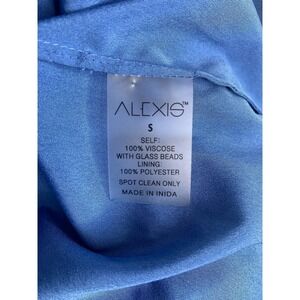 ALEXIS™
S
SELF:
100% VISCOSE
WITH GLASS BEADS
LINING:
100% POLYESTER
SPOT CLEAN ONLY
MADE IN INIDA